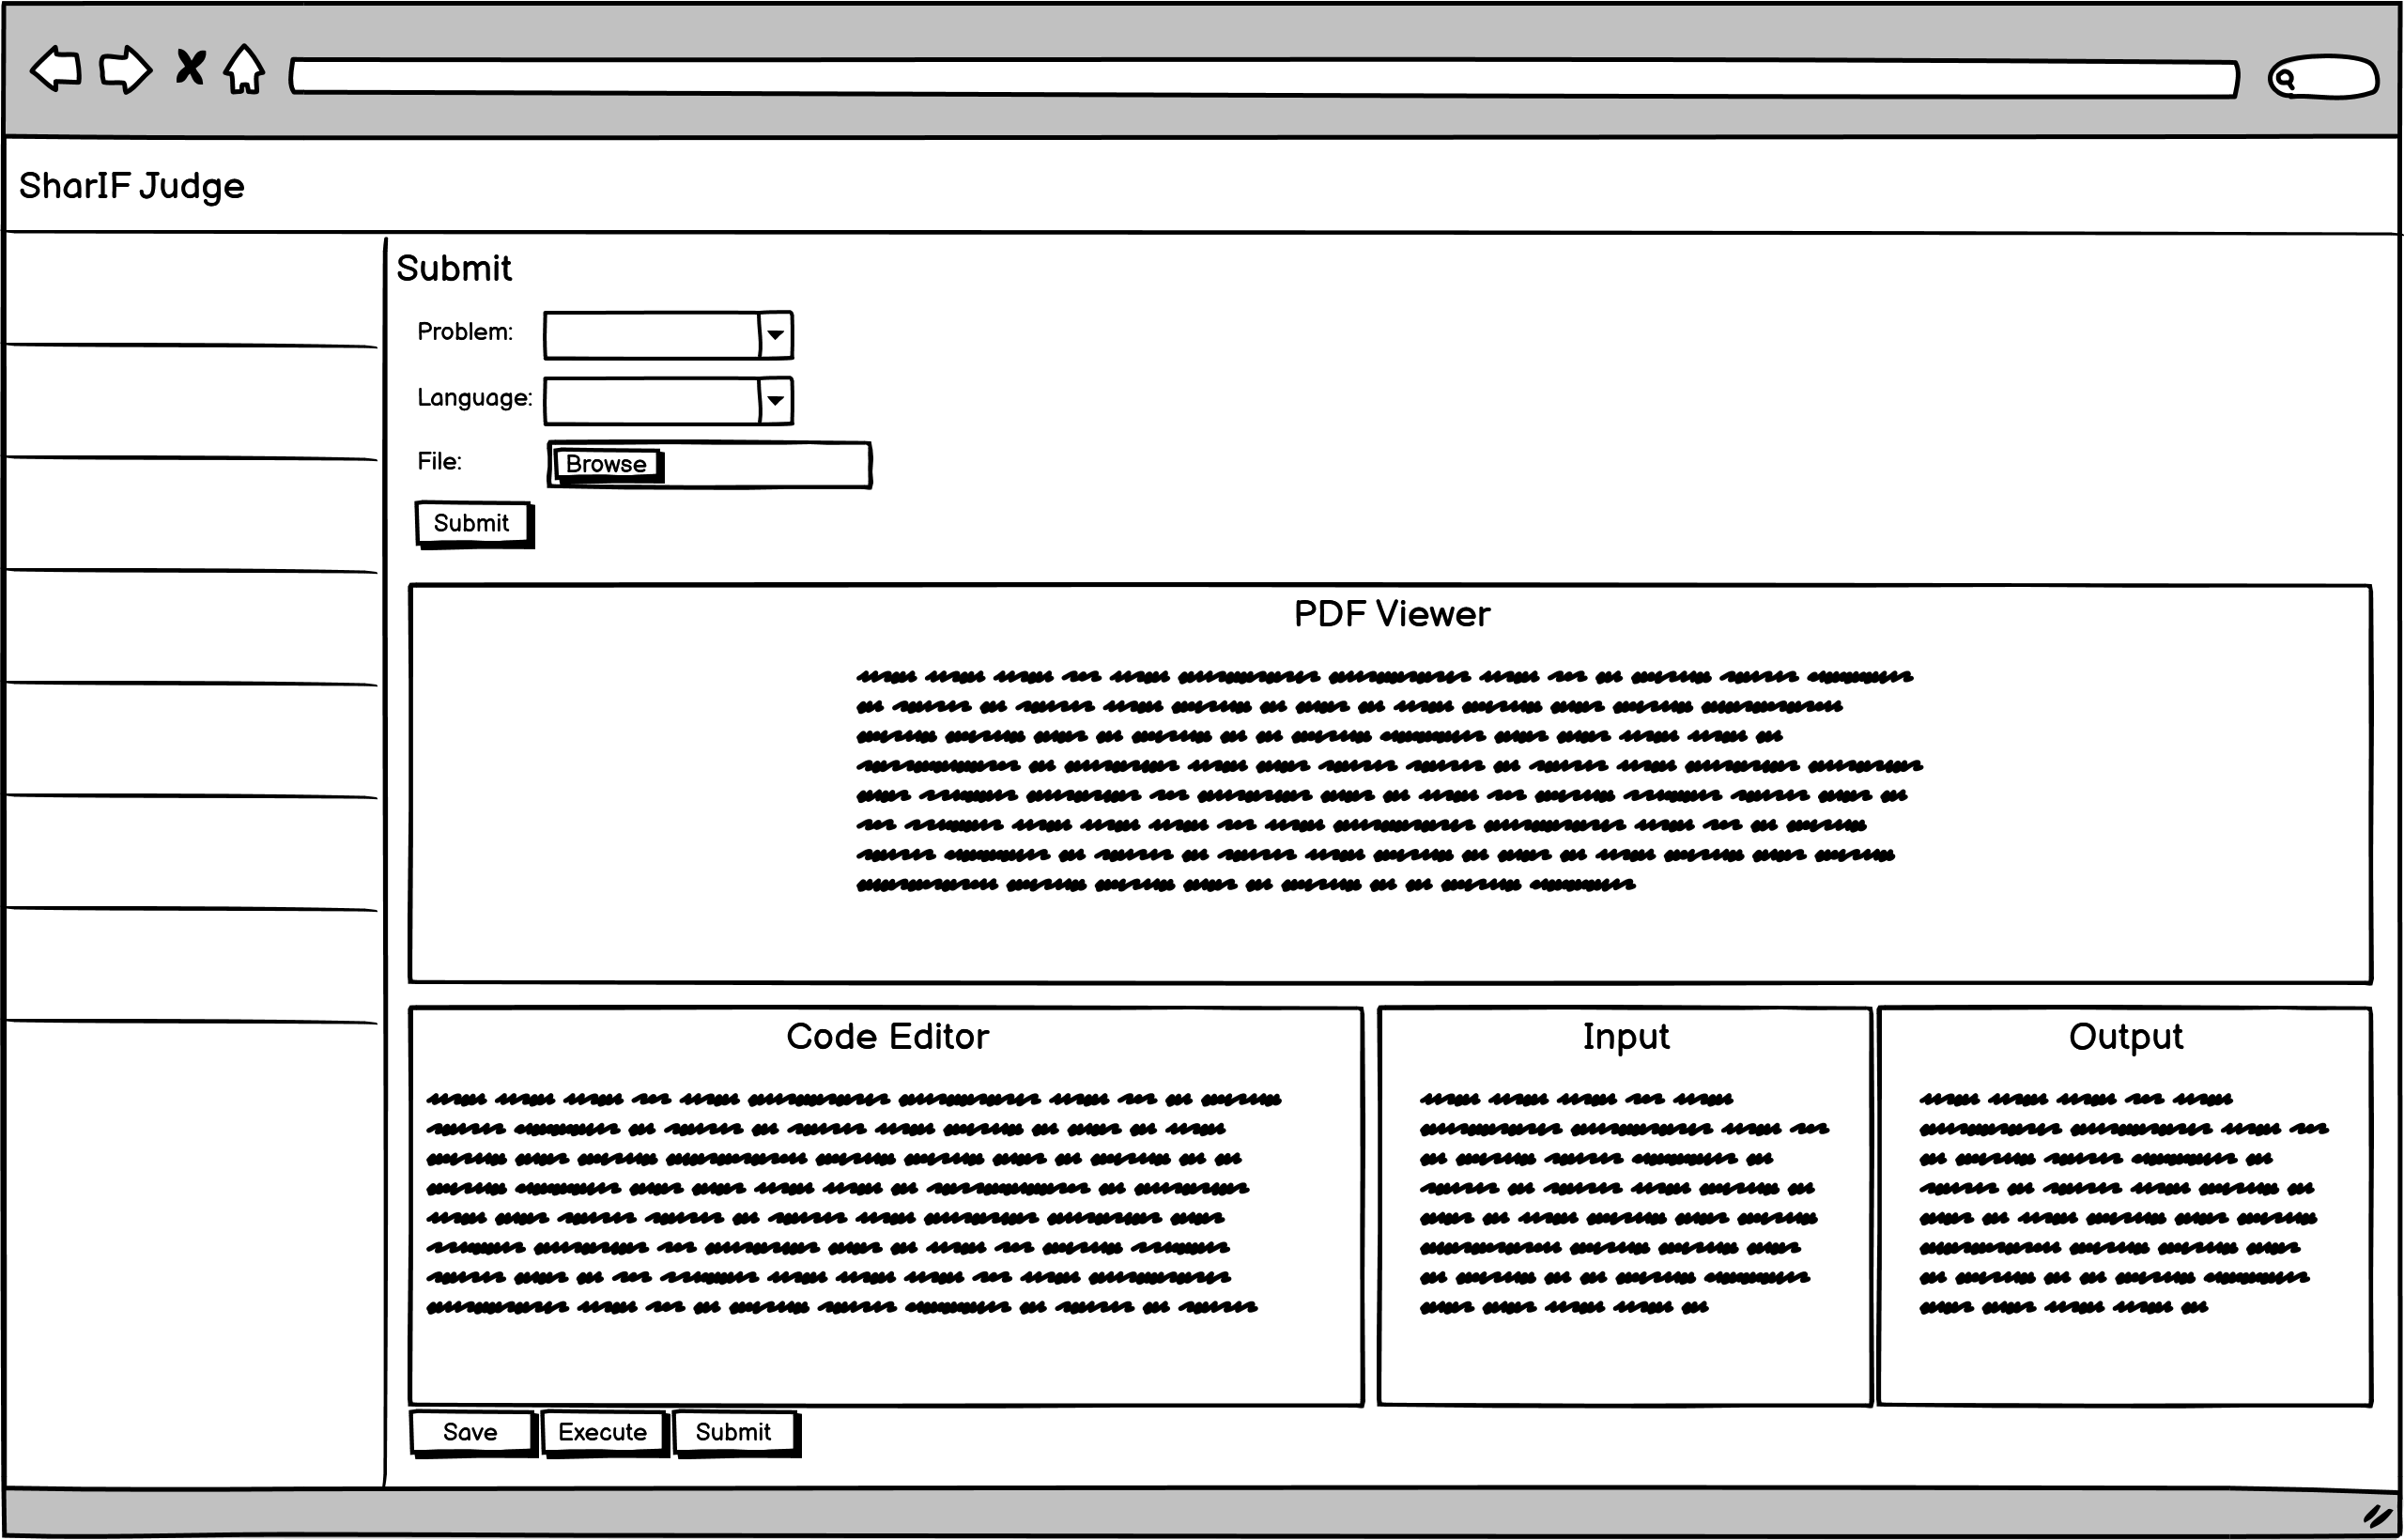 SharIF Judge
Submit
Problem:
Language:
File:
Browse
Submit
PDF Viewer
Code Editor
Input
Output
Save
Execute
Submit